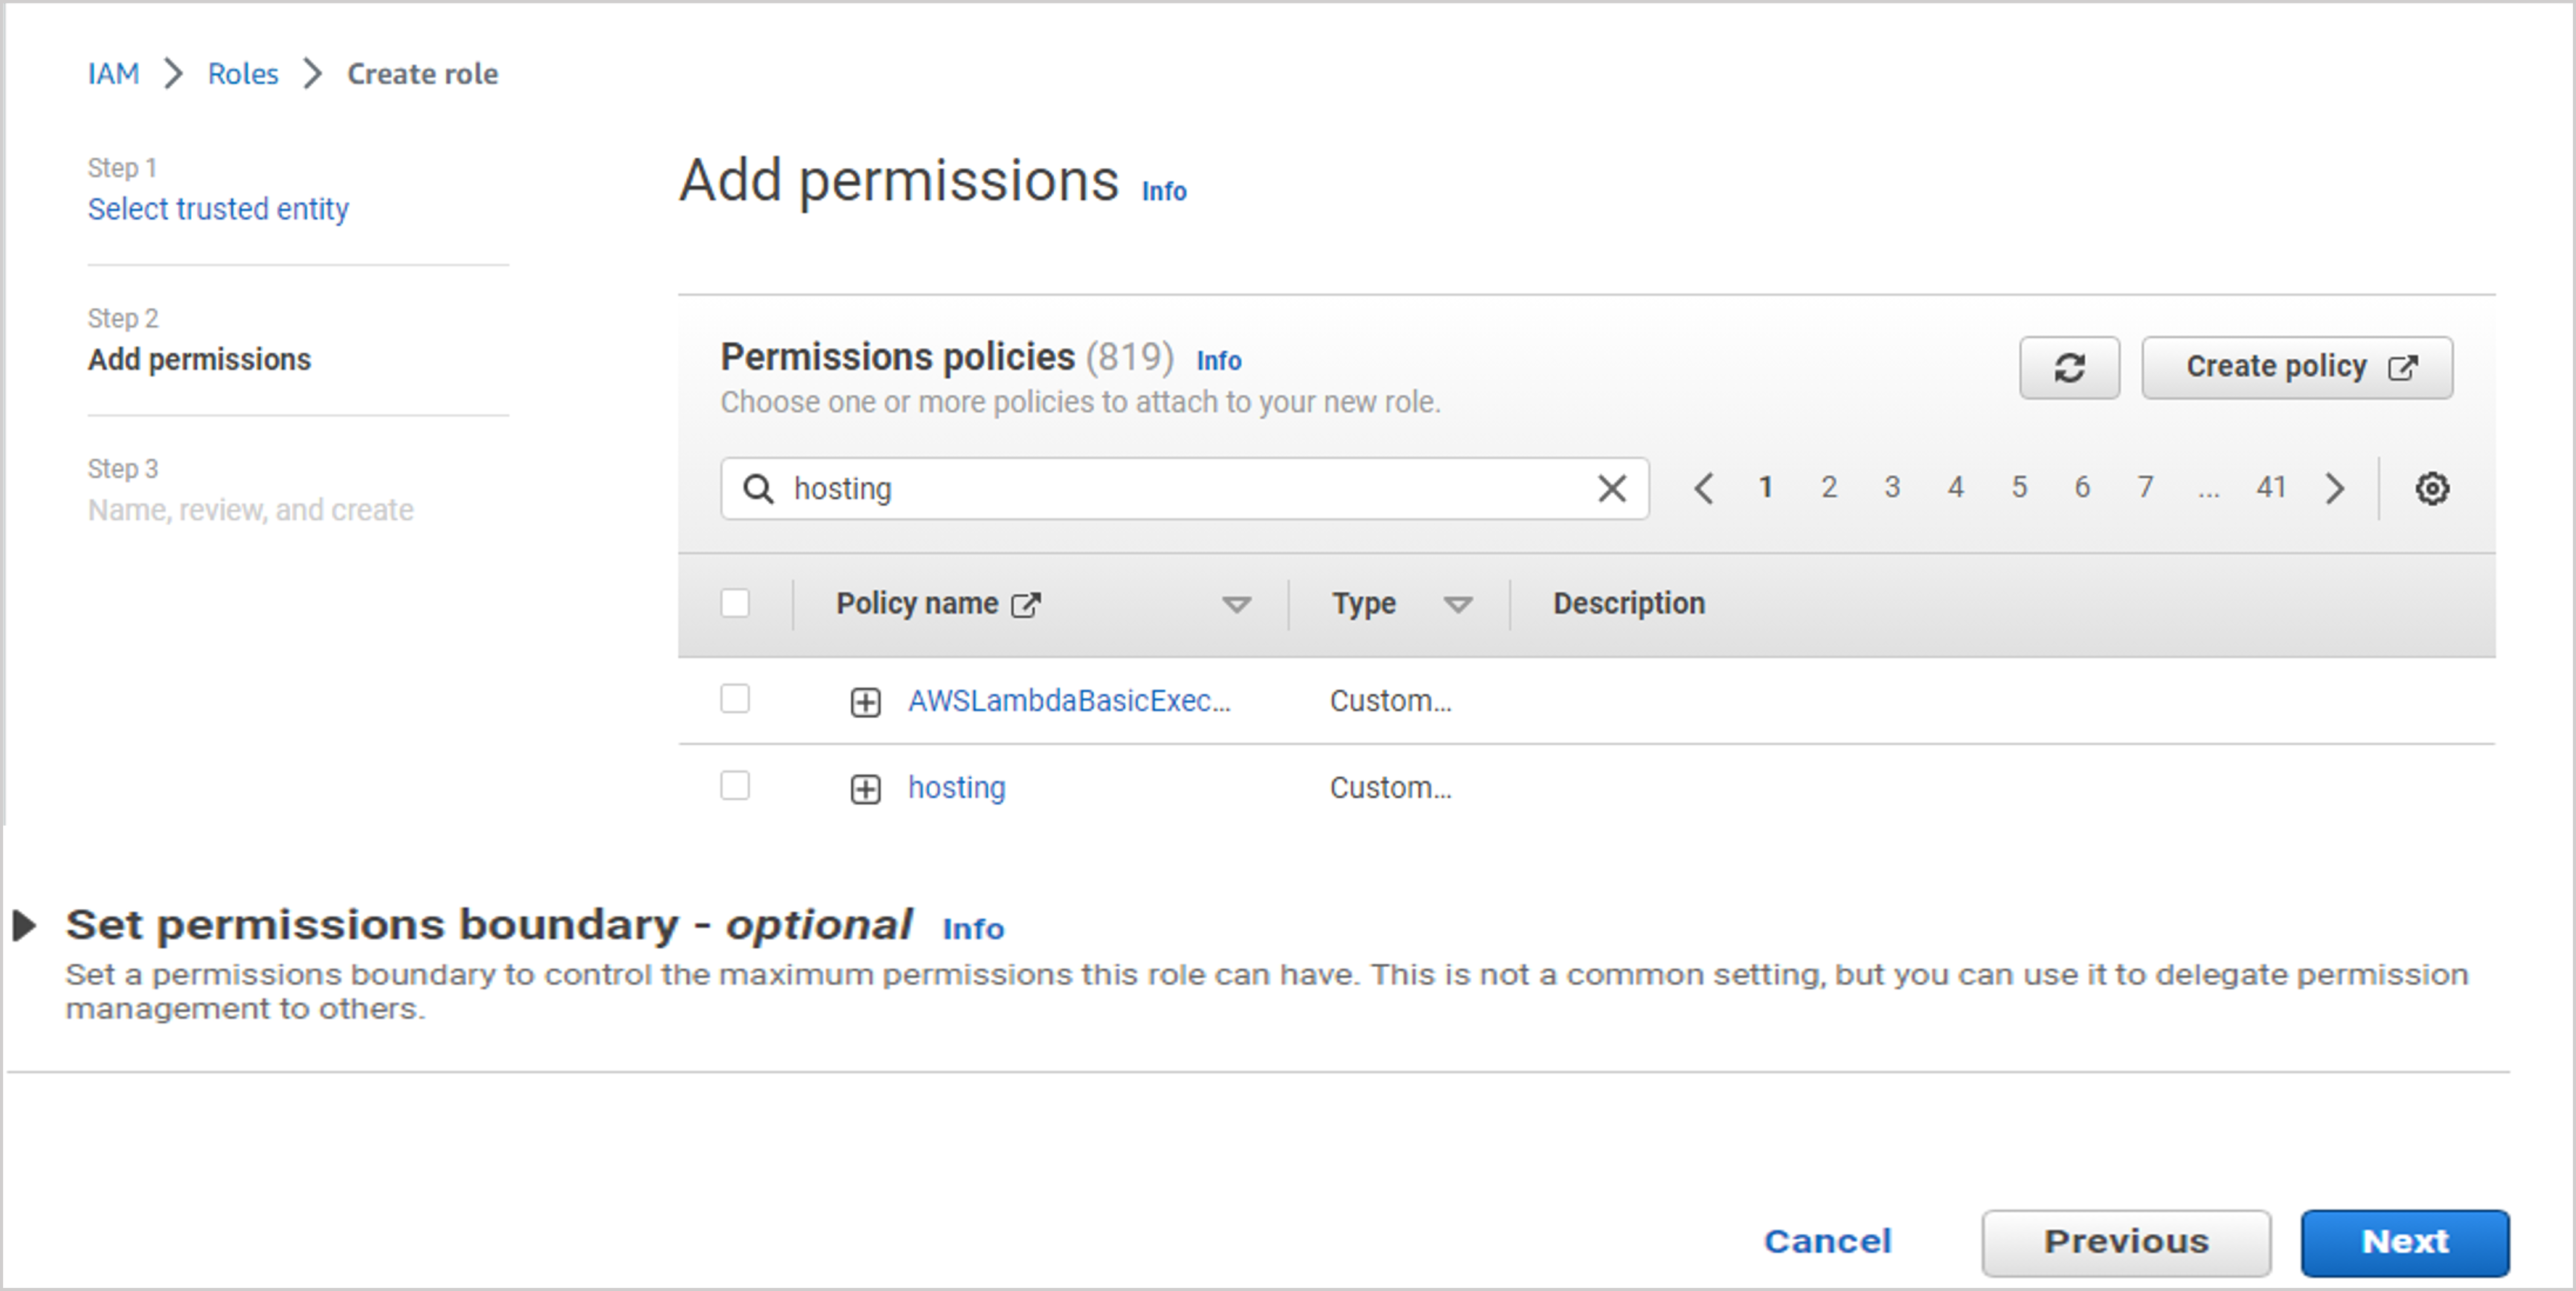 IAM > Roles > Create role
Step 1
Select trusted entity
Step 2
Add permissions
Step 3
Name, review, and create
Add permissions Info
Permissions policies (819) Info
Choose one or more policies to attach to your new role.
Create policy
hosting
1 2 3 4 5 6 7 ... 41
Policy name Type Description
AWSLambdaBasicExec... Custom...
hosting Custom...
Set permissions boundary - optional Info
Set a permissions boundary to control the maximum permissions this role can have. This is not a common setting, but you can use it to delegate permission
management to others.
Cancel Previous Next